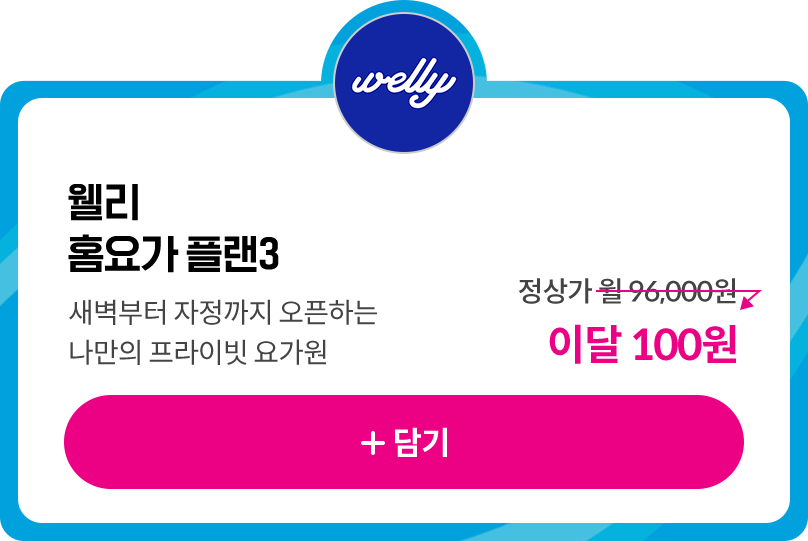 welly
웰리
홈요가 플랜3
새벽부터 자정까지 오픈하는
나만의 프라이빗 요가원
정상가 월 96,000원
이달 100원
+ 담기